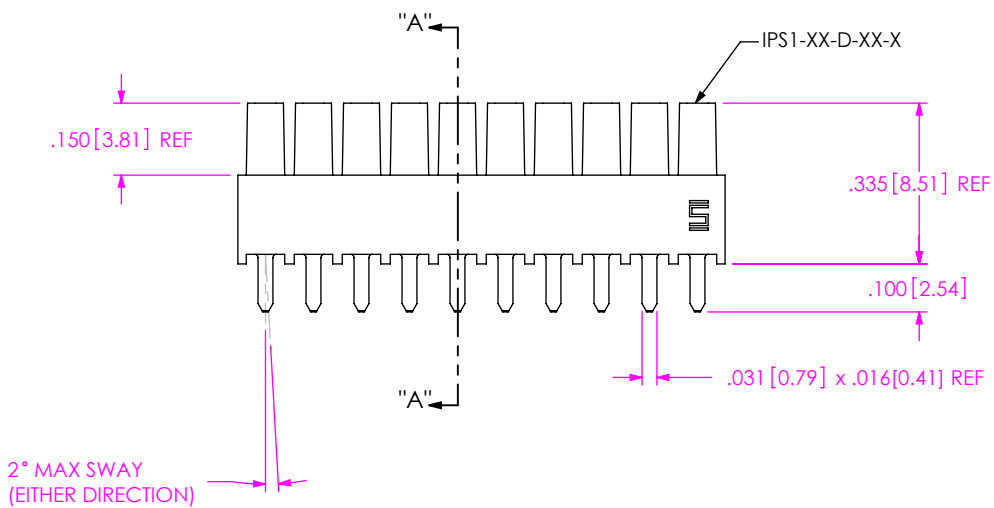 "A"
IPS1-XX-D-XX-X
.150[3.81] REF
.335[8.51] REF
.100[2.54]
.031[0.79] x .016[0.41] REF
"A"
2° MAX SWAY
(EITHER DIRECTION)